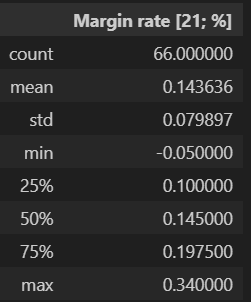 Margin rate [21; %]
count 66.000000
mean 0.143636
std 0.079897
min -0.050000
25% 0.100000
50% 0.145000
75% 0.197500
max 0.340000